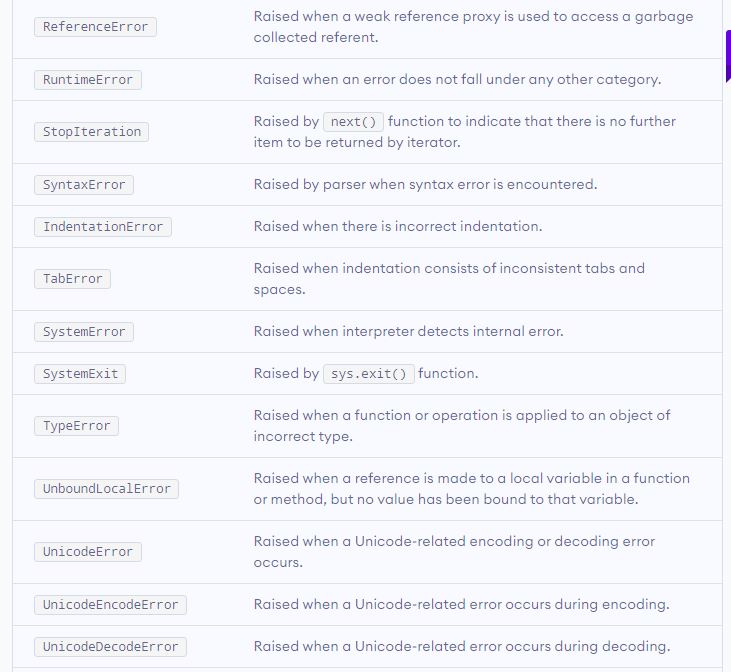 ReferenceError
Raised when a weak reference proxy is used to access a garbage
collected referent.
RuntimeError
Raised when an error does not fall under any other category.
StopIteration
Raised by next() function to indicate that there is no further
item to be returned by iterator.
SyntaxError
Raised by parser when syntax error is encountered.
IndentationError
Raised when there is incorrect indentation.
TabError
Raised when indentation consists of inconsistent tabs and
spaces.
SystemError
Raised when interpreter detects internal error.
SystemExit
Raised by sys.exit() function.
TypeError
Raised when a function or operation is applied to an object of
incorrect type.
UnboundLocalError
Raised when a reference is made to a local variable in a function
or method, but no value has been bound to that variable.
UnicodeError
Raised when a Unicode-related encoding or decoding error
occurs.
UnicodeEncodeError
Raised when a Unicode-related error occurs during encoding.
UnicodeDecodeError
Raised when a Unicode-related error occurs during decoding.